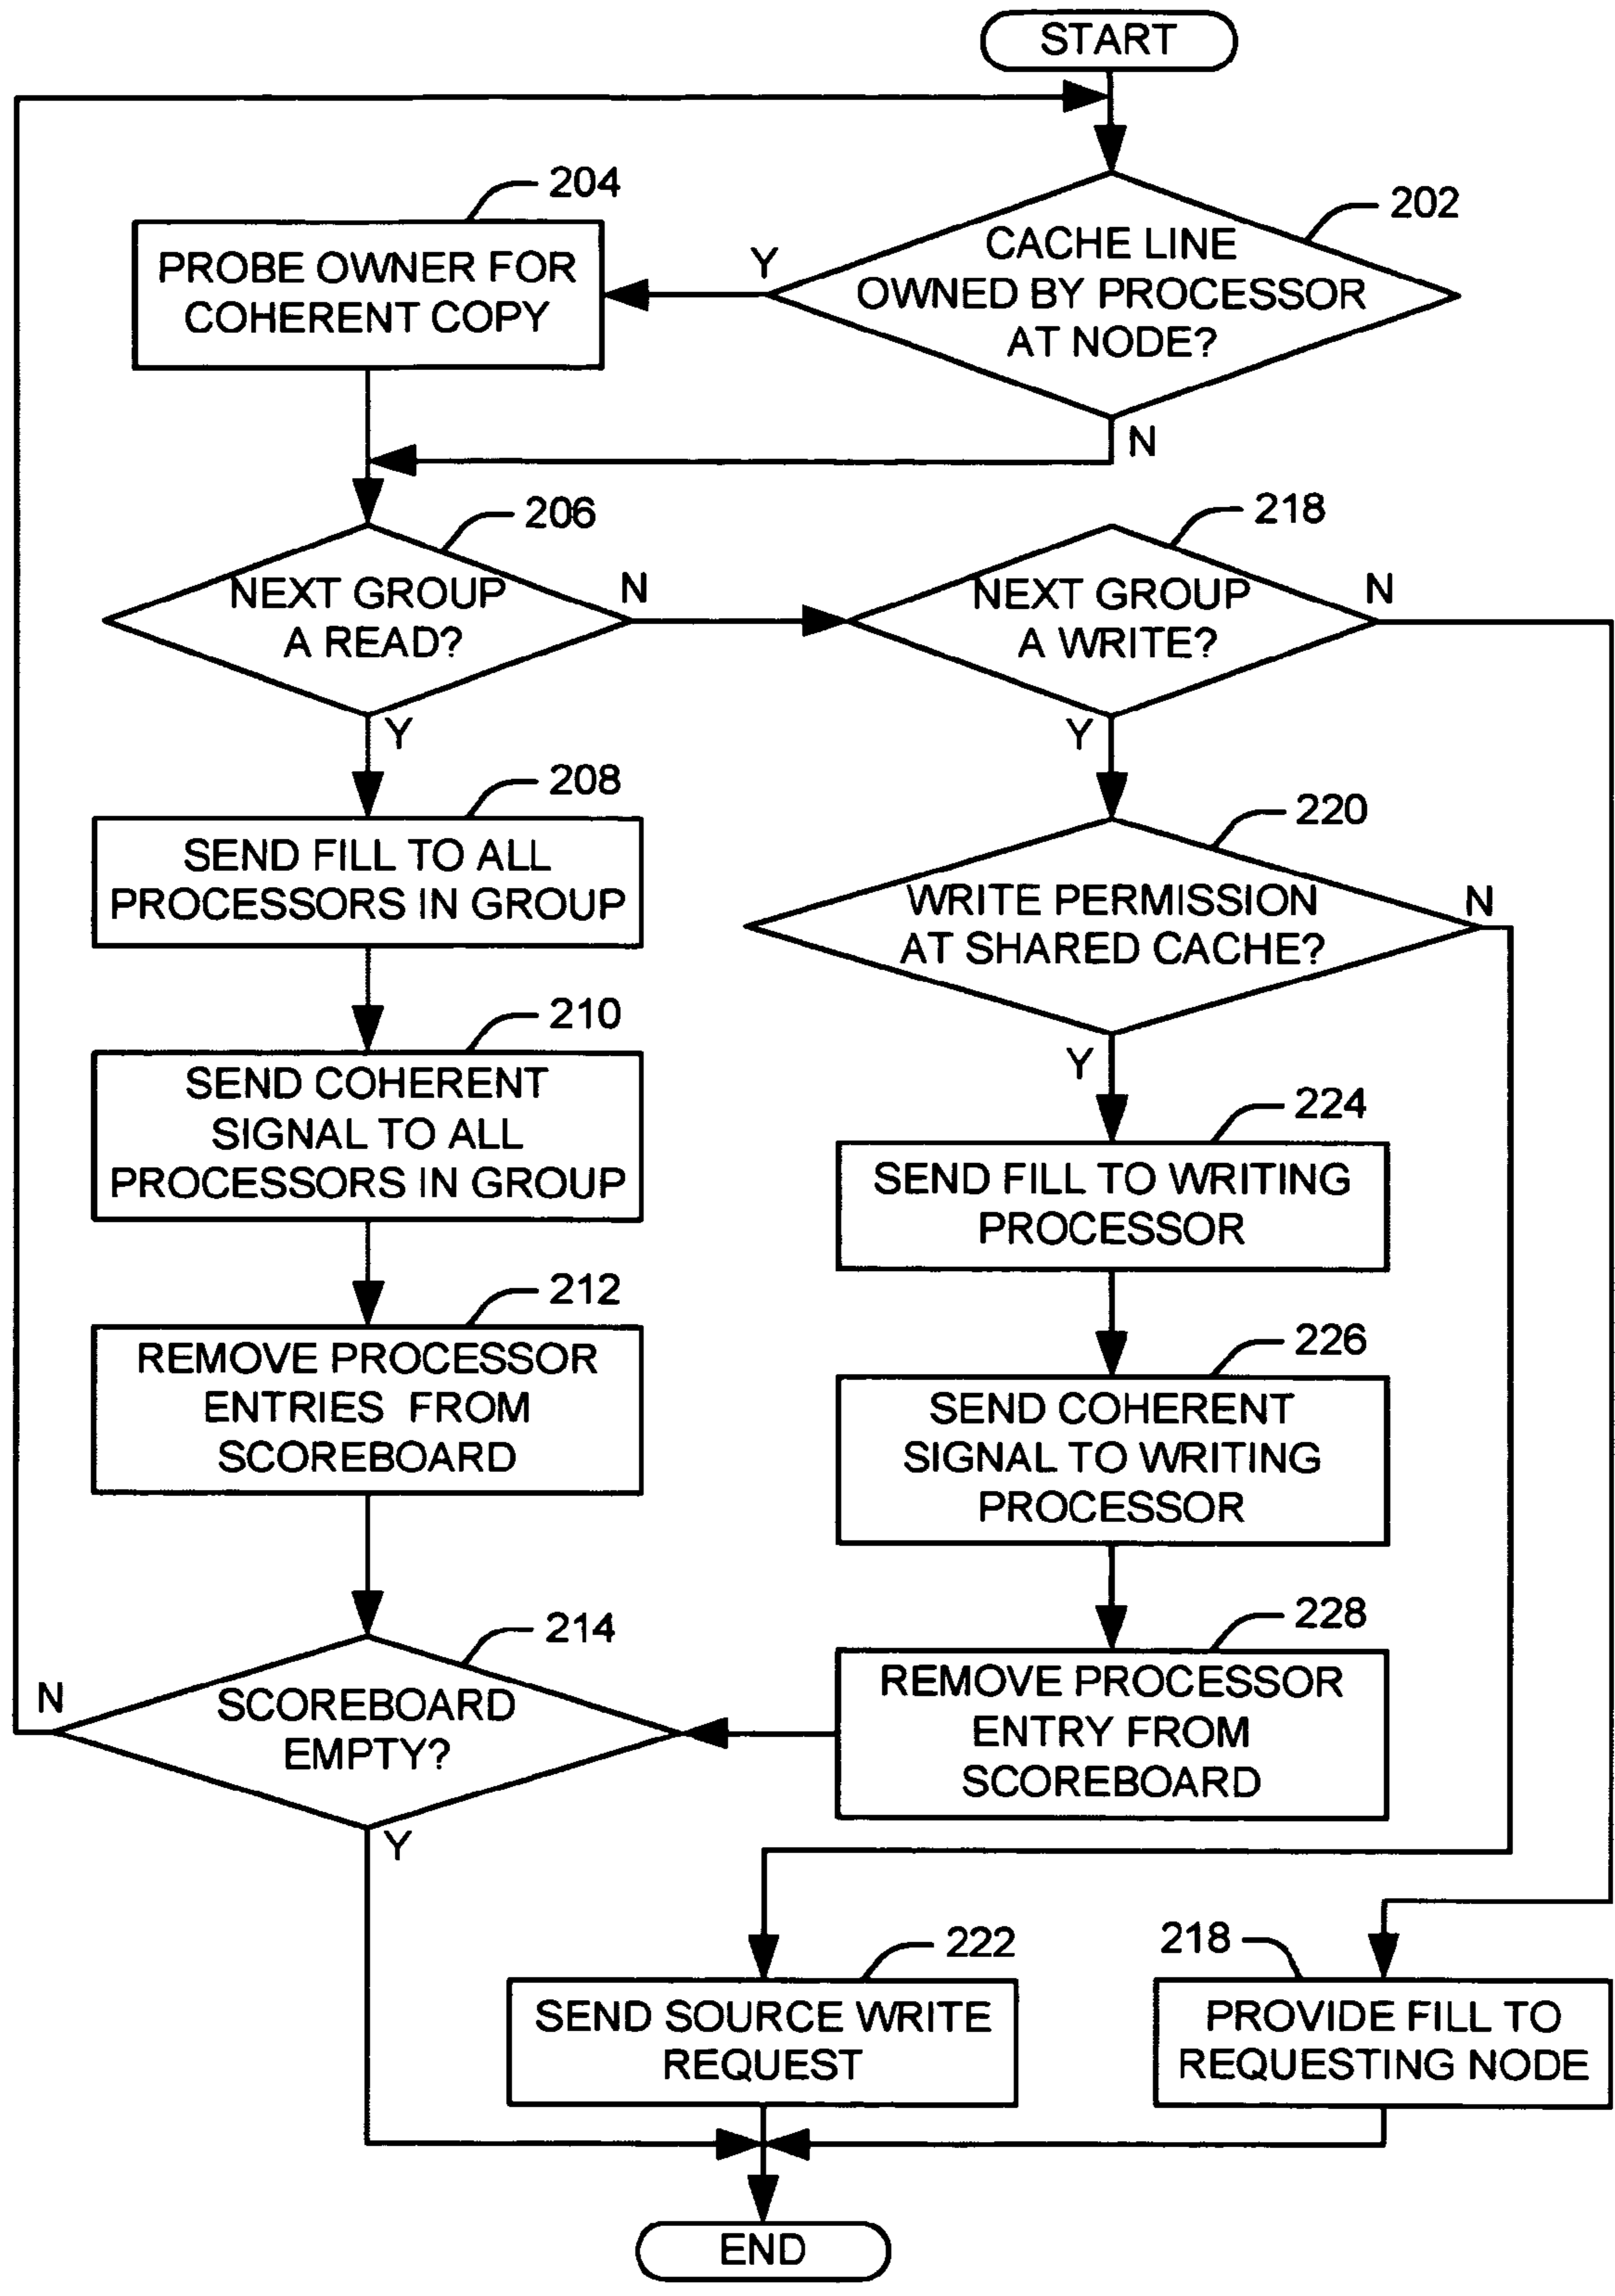 START
204
202
PROBE OWNER FOR
COHERENT COPY
Y
CACHE LINE
OWNED BY PROCESSOR
AT NODE?
N
206
218
NEXT GROUP
A READ?
N
NEXT GROUP
A WRITE?
N
Y
Y
208
220
SEND FILL TO ALL
PROCESSORS IN GROUP
WRITE PERMISSION
AT SHARED CACHE?
N
210
Y
SEND COHERENT
SIGNAL TO ALL
PROCESSORS IN GROUP
224
SEND FILL TO WRITING
PROCESSOR
212
226
REMOVE PROCESSOR
ENTRIES FROM
SCOREBOARD
SEND COHERENT
SIGNAL TO WRITING
PROCESSOR
214
228
N
SCOREBOARD
EMPTY?
REMOVE PROCESSOR
ENTRY FROM
SCOREBOARD
Y
222
218
SEND SOURCE WRITE
REQUEST
PROVIDE FILL TO
REQUESTING NODE
END